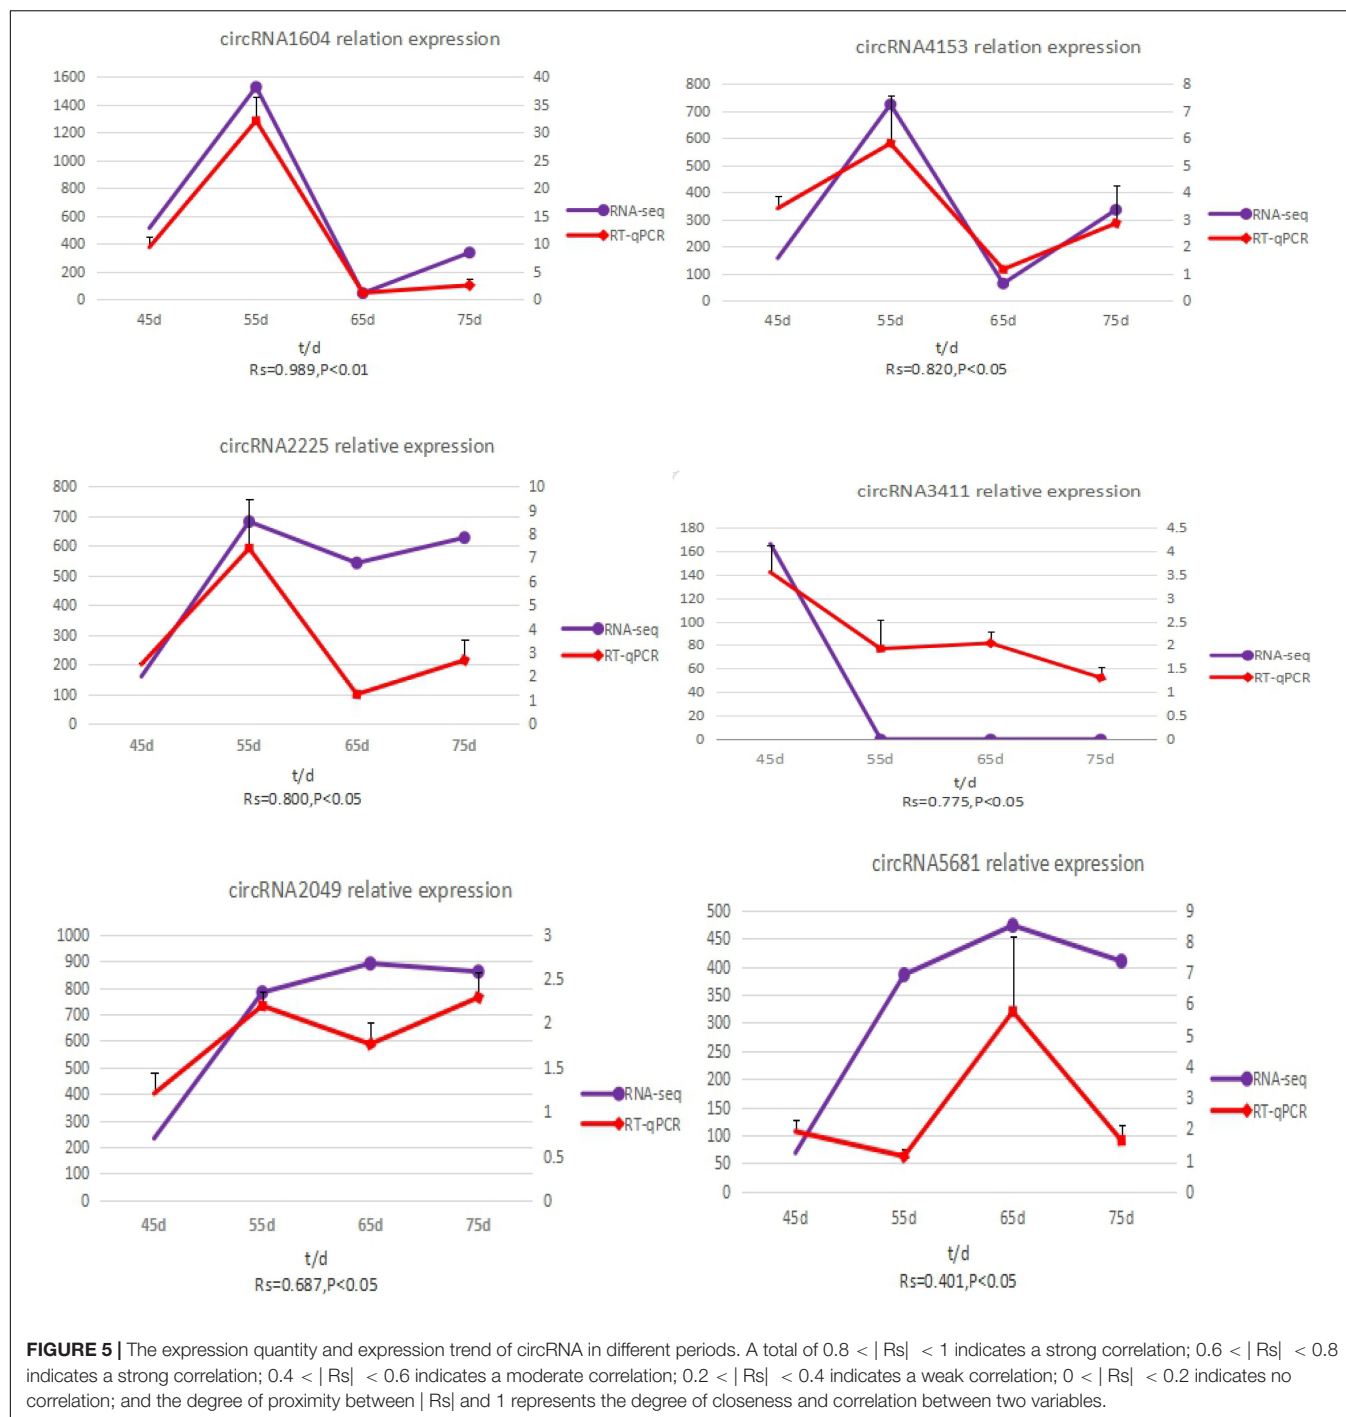 circRNA1604 relation expression
1600
1400
1200
1000
800
600
400
200
0
40
35
30
25
20
15
10
5
0
45d 55d 65d 75d
RNA-seq
RT-qPCR
t/d
Rs=0.989,P<0.01
circRNA4153 relation expression
800
700
600
500
400
300
200
100
0
8
7
6
5
4
3
2
1
0
45d 55d 65d 75d
RNA-seq
RT-qPCR
t/d
Rs=0.820,P<0.05
circRNA2225 relative expression
800
700
600
500
400
300
200
100
0
10
9
8
7
6
5
4
3
2
1
0
45d 55d 65d 75d
RNA-seq
RT-qPCR
t/d
Rs=0.800,P<0.05
circRNA3411 relative expression
180
160
140
120
100
80
60
40
20
0
4.5
4
3.5
3
2.5
2
1.5
1
0.5
0
45d 55d 65d 75d
RNA-seq
RT-qPCR
t/d
Rs=0.775,P<0.05
circRNA2049 relative expression
1000
900
800
700
600
500
400
300
200
100
0
3
2.5
2
1.5
1
0.5
0
45d 55d 65d 75d
RNA-seq
RT-qPCR
t/d
Rs=0.687,P<0.05
circRNA5681 relative expression
500
450
400
350
300
250
200
150
100
50
0
9
8
7
6
5
4
3
2
1
0
45d 55d 65d 75d
RNA-seq
RT-qPCR
t/d
Rs=0.401,P<0.05
FIGURE 5 | The expression quantity and expression trend of circRNA in different periods. A total of 0.8 < | Rs| < 1 indicates a strong correlation; 0.6 < | Rs| < 0.8
indicates a strong correlation; 0.4 < | Rs| < 0.6 indicates a moderate correlation; 0.2 < | Rs| < 0.4 indicates a weak correlation; 0 < | Rs| < 0.2 indicates no
correlation; and the degree of proximity between | Rs| and 1 represents the degree of closeness and correlation between two variables.